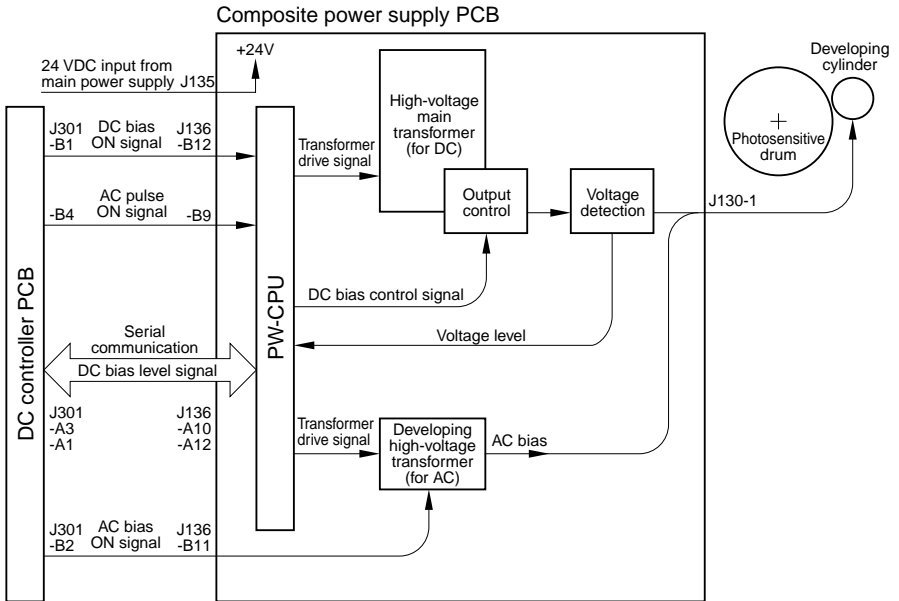 Composite power supply PCB
24 VDC input from
main power supply J135
+24V
High-voltage
main
transformer
(for DC)
Developing
cylinder
Photosensitive
drum
J301
-B1
DC bias
ON signal
J136
-B12
Transformer
drive signal
Output
control
Voltage
detection
J130-1
-B4
AC pulse
ON signal
-B9
DC controller PCB
PW-CPU
DC bias control signal
Voltage level
Serial
communication
DC bias level signal
J301
-A3
-A1
J136
-A10
-A12
Transformer
drive signal
Developing
high-voltage
transformer
(for AC)
AC bias
J301
-B2
AC bias
ON signal
J136
-B11